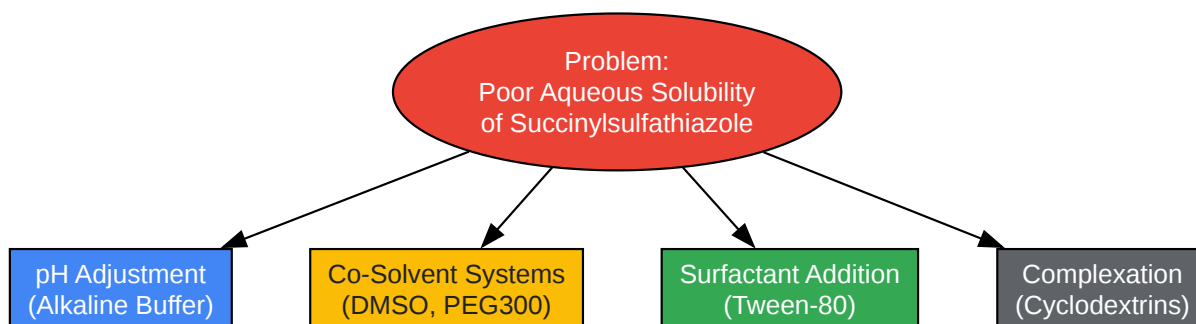 Problem:
Poor Aqueous Solubility
of Succinylsulfathiazole
pH Adjustment
(Alkaline Buffer)
Co-Solvent Systems
(DMSO, PEG300)
Surfactant Addition
(Tween-80)
Complexation
(Cyclodextrins)